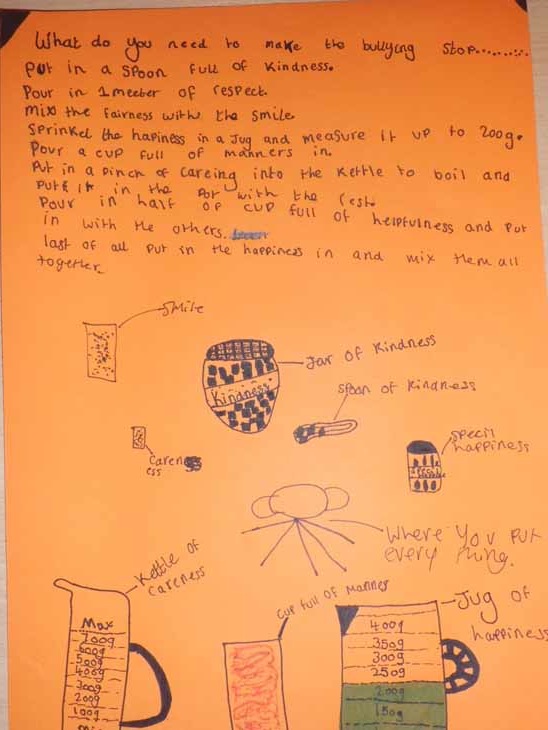 What do you need to make the bullying stop.........
Put in a spoon full of kindness.
Pour in 1 meeter of respect.
Mix the fairness with the smile.
Sprinkel the hapiness in a Jug and measure it up to 200g.
Pour a cup full of manners in.
Put in a pinch of careing into the kettle to boil and
put it in the pot with the rest.
Pour in half of cup full of helpfulness and put
in with the others.
last of all put in the happiness in and mix them all
together.
Smile
Jar of kindness
Kindness
Spoon of kindness
Careness
ess
Specil
happiness
Specil
Where You put
every thing.
Kettle of
careness
Cup full of manner
Jug of
happiness
Max
700g
600g
500g
400g
300g
200g
100g
400g
350g
300g
250g
200g
150g